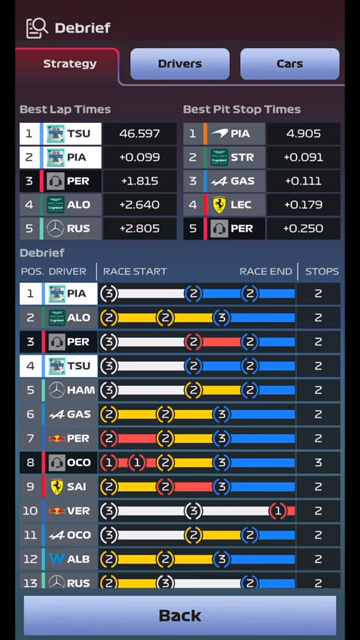 Debrief
Strategy Drivers Cars
Best Lap Times Best Pit Stop Times
1 TSU 46.597 1 PIA 4.905
2 PIA +0.099 2 STR +0.091
3 PER +1.815 3 GAS +0.111
4 ALO +2.640 4 LEC +0.179
5 RUS +2.805 5 PER +0.250
Debrief
POS. DRIVER RACE START RACE END STOPS
1 PIA 3 2 2 2
2 ALO 2 2 3 2
3 PER 3 2 2 2
4 TSU 3 2 2 2
5 HAM 3 2 2 2
6 GAS 2 2 3 2
7 PER 2 2 3 2
8 OCO 1 1 2 3 3
9 SAI 2 2 3 2
10 VER 3 3 1 2
11 OCO 3 2 2 2
12 ALB 2 2 3 2
13 RUS 2 3 2 2
Back